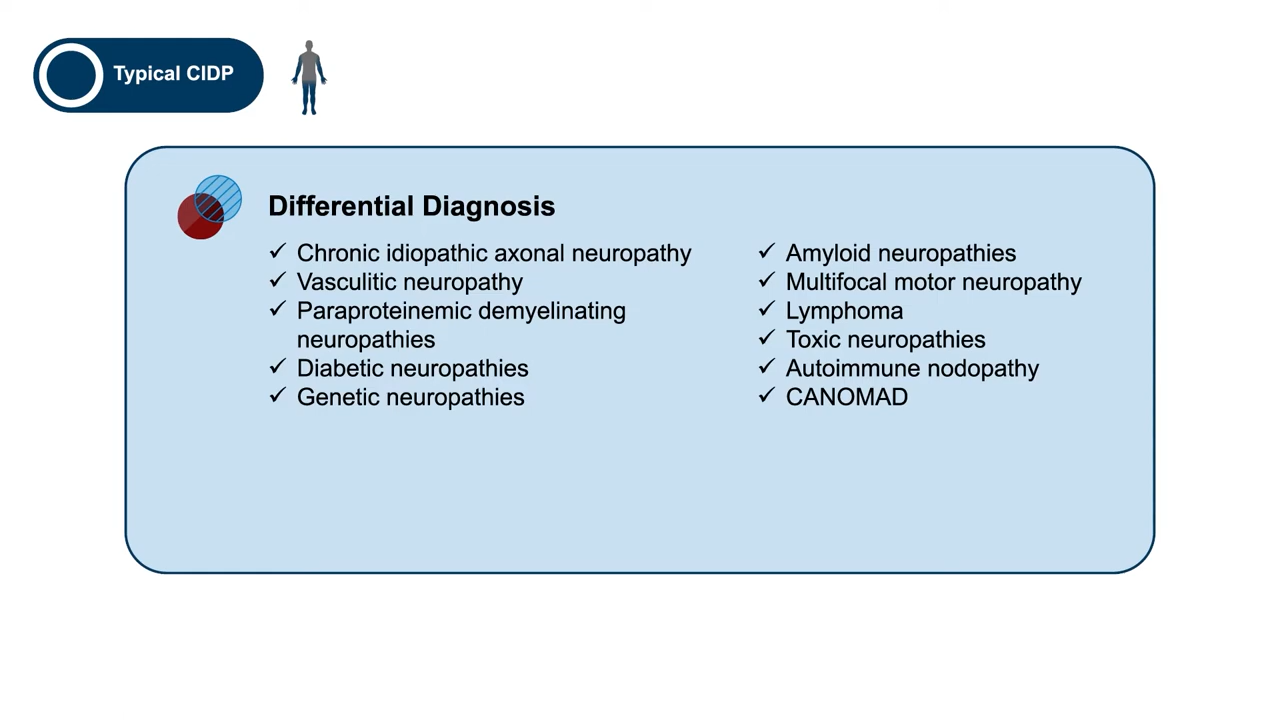 Typical CIDP
Differential Diagnosis
✓ Chronic idiopathic axonal neuropathy
✓ Vasculitic neuropathy
✓ Paraproteinemic demyelinating
neuropathies
✓ Diabetic neuropathies
✓ Genetic neuropathies
✓ Amyloid neuropathies
✓ Multifocal motor neuropathy
✓ Lymphoma
✓ Toxic neuropathies
✓ Autoimmune nodopathy
✓ CANOMAD